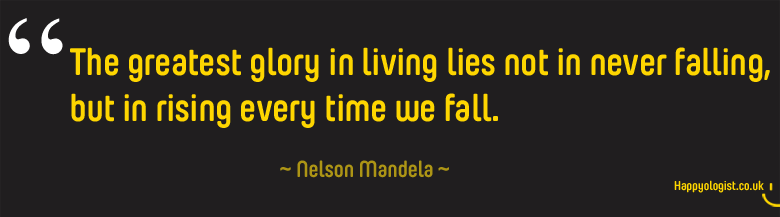 “
The greatest glory in living lies not in never falling,
but in rising every time we fall.
~ Nelson Mandela ~
Happyologist.co.uk